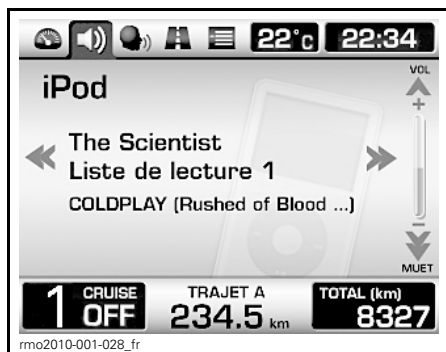 22°c 22:34
VOL
iPod
+
The Scientist
Liste de lecture 1
COLDPLAY (Rushed of Blood ...)
−
MUET
1 CRUISE OFF
TRAJET A
234.5 km
TOTAL (km)
8327
rmo2010-001-028_fr